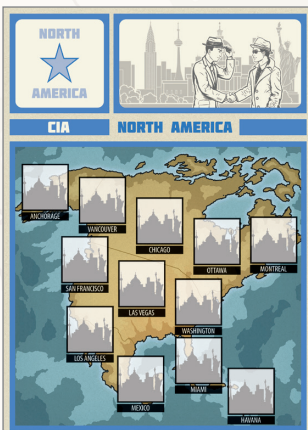 NORTH
AMERICA
CIA NORTH AMERICA
ANCHORAGE
VANCOUVER
CHICAGO
OTTAWA
MONTREAL
SAN FRANCISCO
LAS VEGAS
WASHINGTON
LOS ANGELES
MEXICO
MIAMI
HAVANA